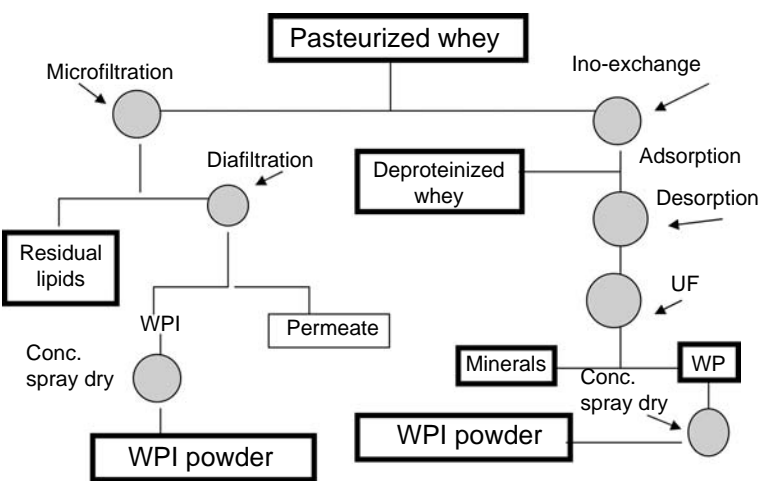 Pasteurized whey
Microfiltration
Ino-exchange
Diafiltration
Adsorption
Deproteinized
whey
Desorption
Residual
lipids
UF
WPI
Permeate
Conc.
spray dry
Minerals
WP
Conc.
spray dry
WPI powder
WPI powder